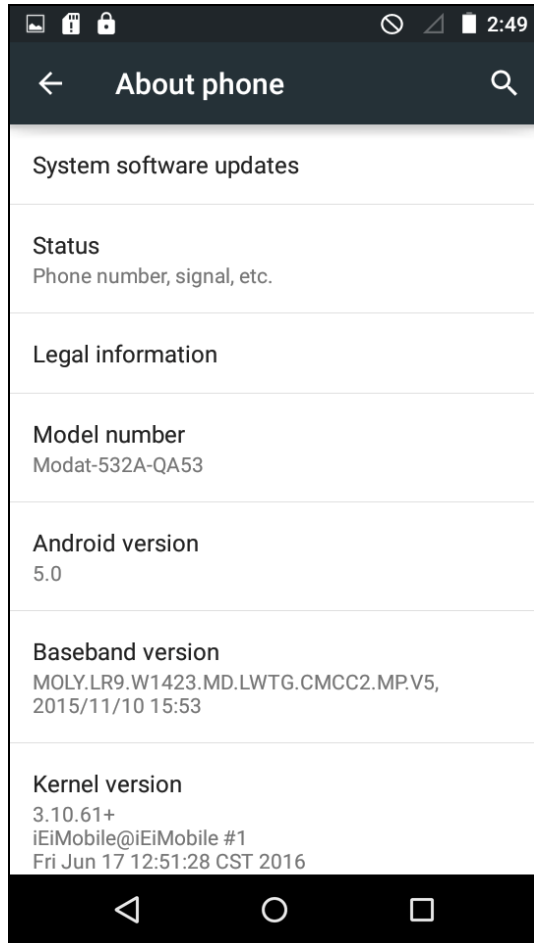 2:49
About phone
System software updates
Status
Phone number, signal, etc.
Legal information
Model number
Modat-532A-QA53
Android version
5.0
Baseband version
MOLY.LR9.W1423.MD.LWTG.CMCC2.MP.V5,
2015/11/10 15:53
Kernel version
3.10.61+
iEiMobile@iEiMobile #1
Fri Jun 17 12:51:28 CST 2016